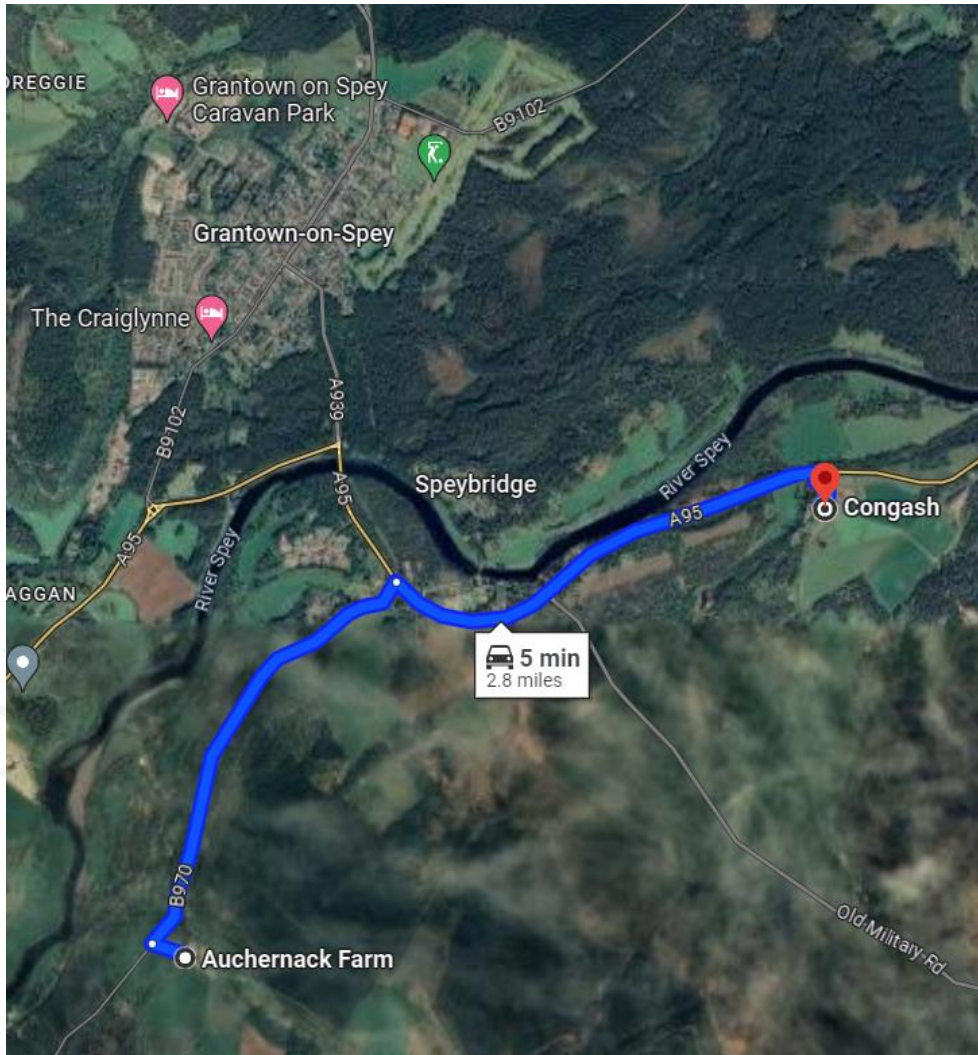 OREGGIE
Grantown on Spey
Caravan Park
B9102
Grantown-on-Spey
The Craiglynne
A939
B9102
A95
Speybridge
River Spey
A95
River Spey
A95
Congash
AGGAN
5 min
2.8 miles
B970
Old Military Rd
Auchernack Farm